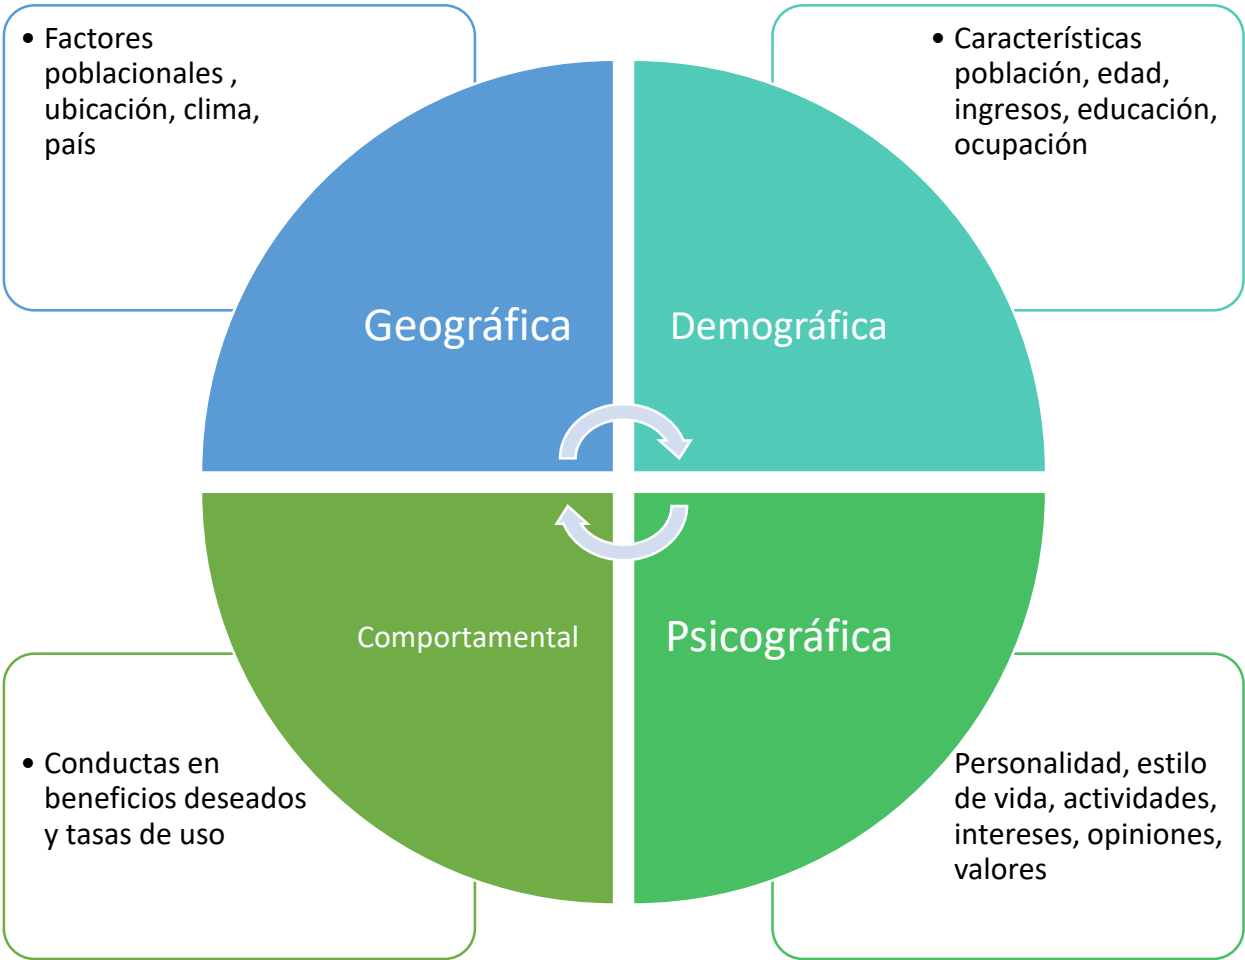 • Factores
poblacionales ,
ubicación, clima,
país
• Características
población, edad,
ingresos, educación,
ocupación
Geográfica
Demográfica
Comportamental
Psicográfica
• Conductas en
beneficios deseados
y tasas de uso
Personalidad, estilo
de vida, actividades,
intereses, opiniones,
valores